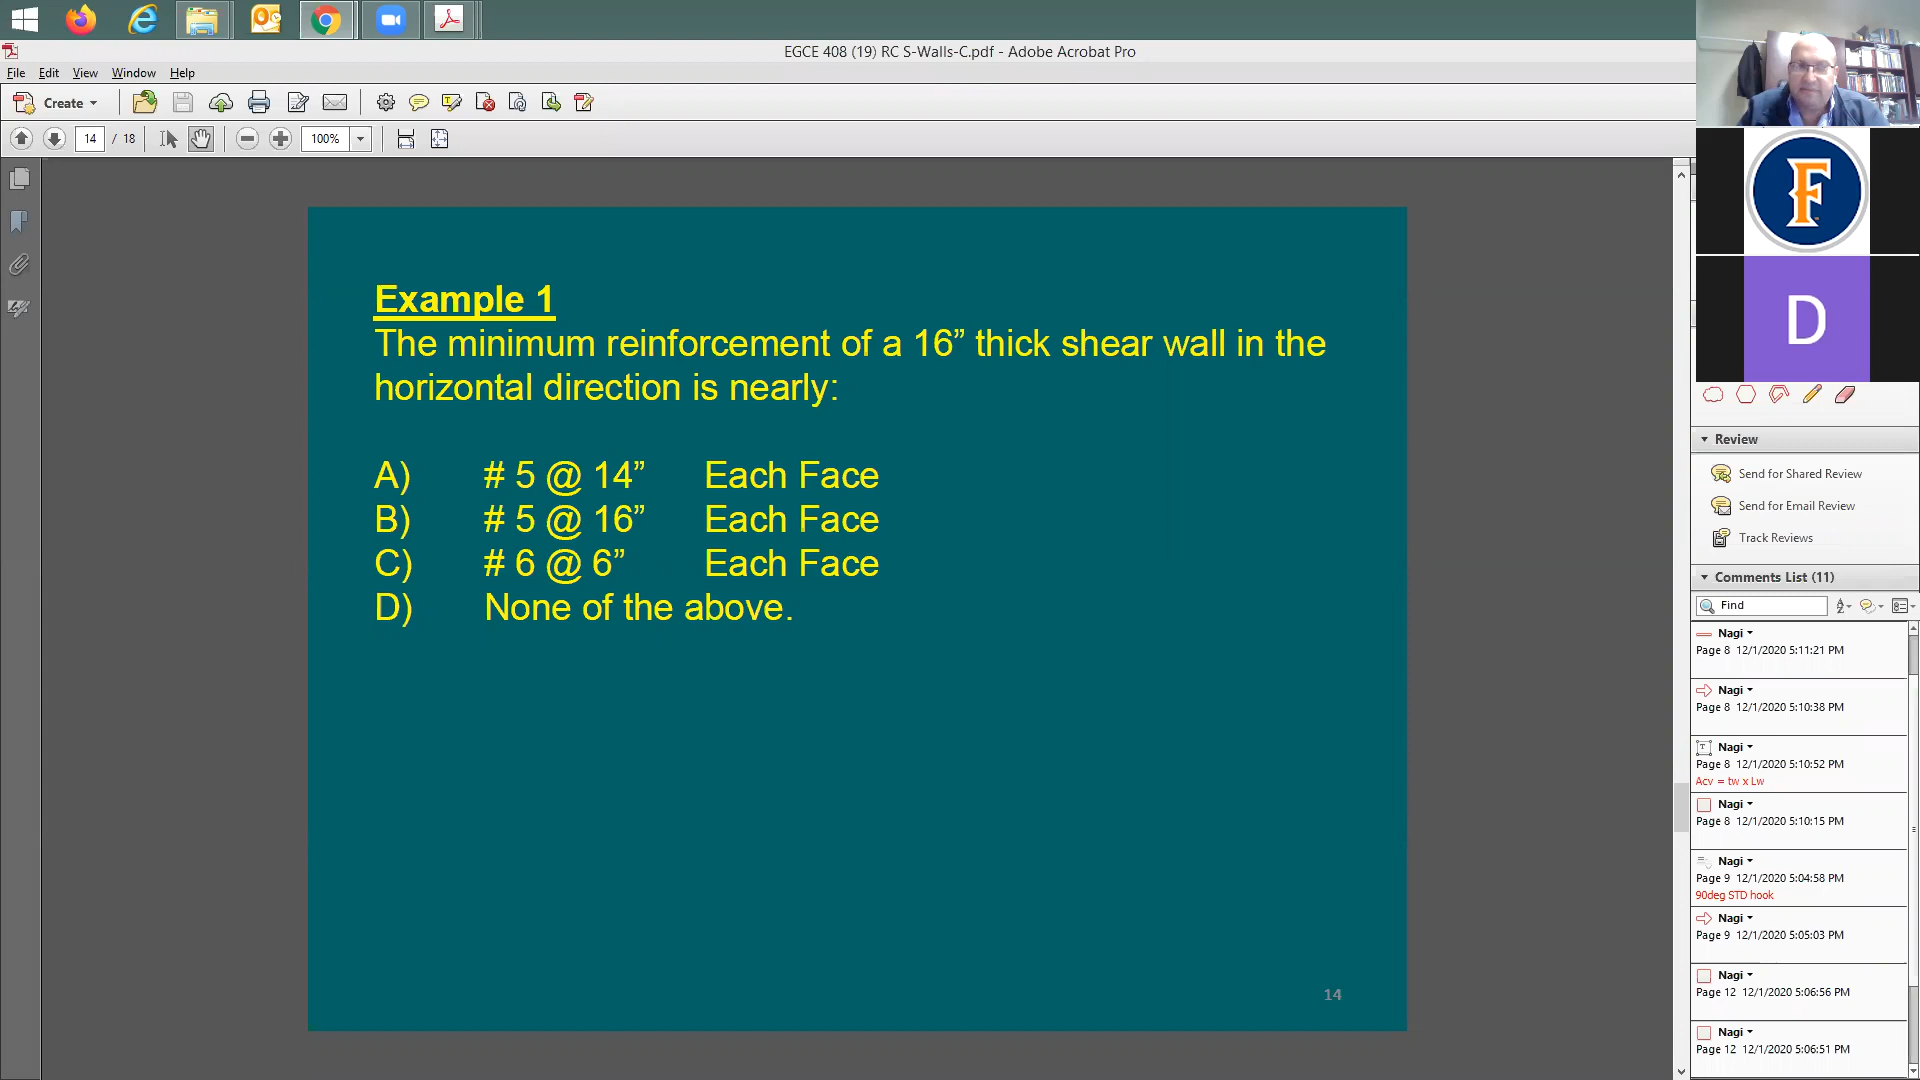 EGCE 408 (19) RC S-Walls-C.pdf - Adobe Acrobat Pro
File Edit View Window Help
Create
14 / 18 100%
Example 1
The minimum reinforcement of a 16” thick shear wall in the
horizontal direction is nearly:
A) # 5 @ 14” Each Face
B) # 5 @ 16” Each Face
C) # 6 @ 6” Each Face
D) None of the above.
14
F
D
Review
Send for Shared Review
Send for Email Review
Track Reviews
Comments List (11)
Find
Nagi
Page 8 12/1/2020 5:11:21 PM
Nagi
Page 8 12/1/2020 5:10:38 PM
Nagi
Page 8 12/1/2020 5:10:52 PM
Acv = tw x Lw
Nagi
Page 8 12/1/2020 5:10:15 PM
Nagi
Page 9 12/1/2020 5:04:58 PM
90deg STD hook
Nagi
Page 9 12/1/2020 5:05:03 PM
Nagi
Page 12 12/1/2020 5:06:56 PM
Nagi
Page 12 12/1/2020 5:06:51 PM